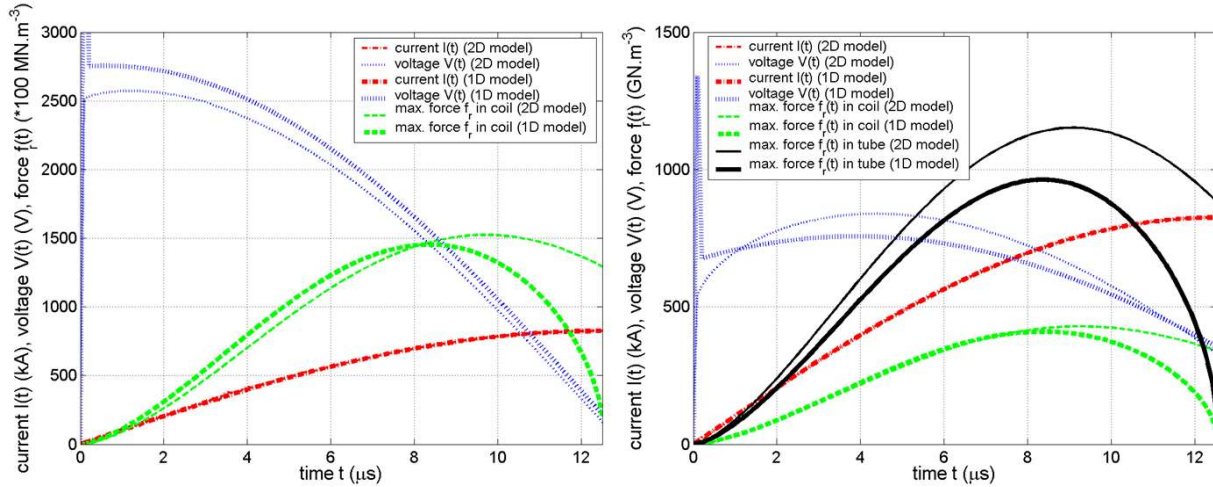 current I(t) (kA), voltage V(t) (V), force f_r(t) (*100 MN.m^-3)
3000
2500
2000
1500
1000
500
0
current I(t) (2D model)
voltage V(t) (2D model)
current I(t) (1D model)
voltage V(t) (1D model)
max. force f_r in coil (2D model)
max. force f_r in coil (1D model)
0 2 4 6 8 10 12
time t (μs)
current I(t) (kA), voltage V(t) (V), force f_r(t) (GN.m^-3)
1500
1000
500
0
current I(t) (2D model)
voltage V(t) (2D model)
current I(t) (1D model)
voltage V(t) (1D model)
max. force f_r(t) in coil (2D model)
max. force f_r(t) in coil (1D model)
max. force f_r(t) in tube (2D model)
max. force f_r(t) in tube (1D model)
0 2 4 6 8 10 12
time t (μs)